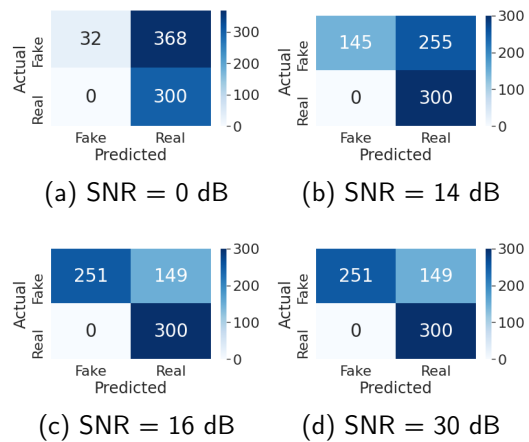 Actual
Fake
Real
32
368
0
300
300
200
100
0
Fake
Real
Predicted
(a) SNR = 0 dB
Actual
Fake
Real
145
255
0
300
300
200
100
0
Fake
Real
Predicted
(b) SNR = 14 dB
Actual
Fake
Real
251
149
0
300
300
200
100
0
Fake
Real
Predicted
(c) SNR = 16 dB
Actual
Fake
Real
251
149
0
300
300
200
100
0
Fake
Real
Predicted
(d) SNR = 30 dB